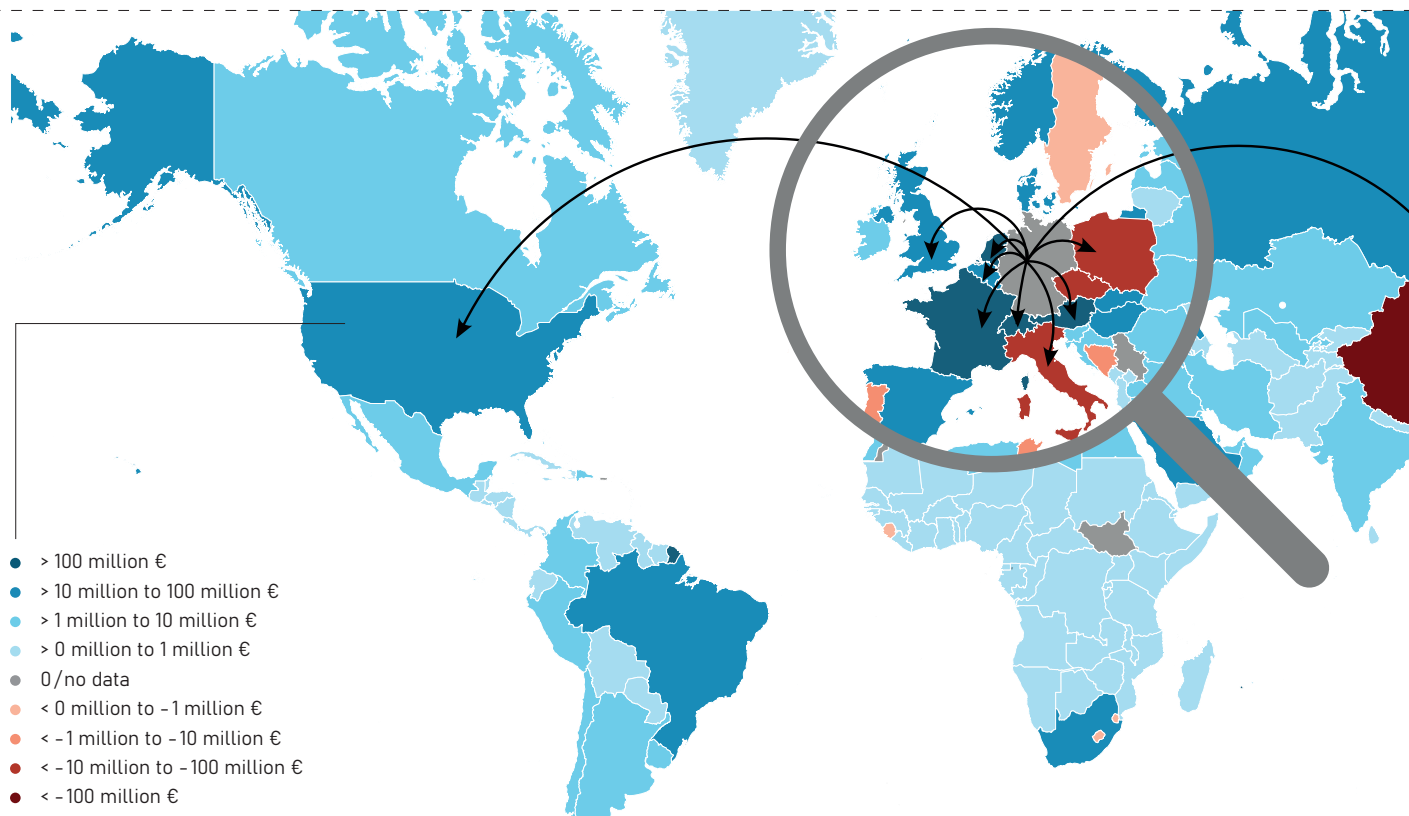 > 100 million €
> 10 million to 100 million €
> 1 million to 10 million €
> 0 million to 1 million €
0/no data
< 0 million to -1 million €
< -1 million to -10 million €
< -10 million to -100 million €
< -100 million €